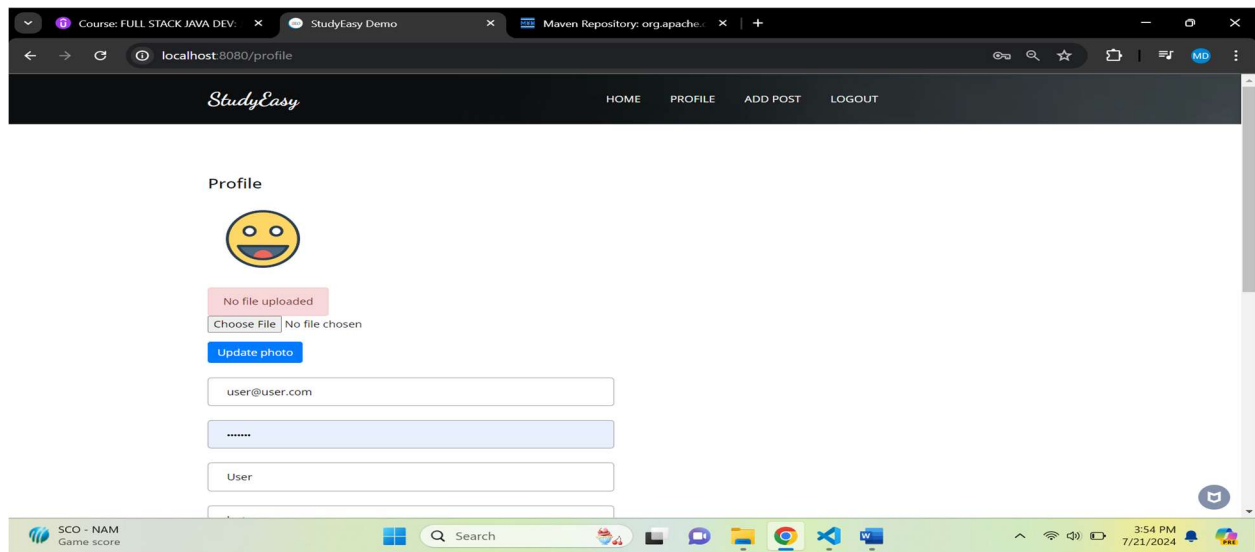 Course: FULL STACK JAVA DEV:
StudyEasy Demo
Maven Repository: org.apache.c
localhost:8080/profile
MD
StudyEasy
HOME PROFILE ADD POST LOGOUT
Profile
No file uploaded
Choose File No file chosen
Update photo
user@user.com
User
SCO - NAM
Game score
Search
3:54 PM
7/21/2024
PRE